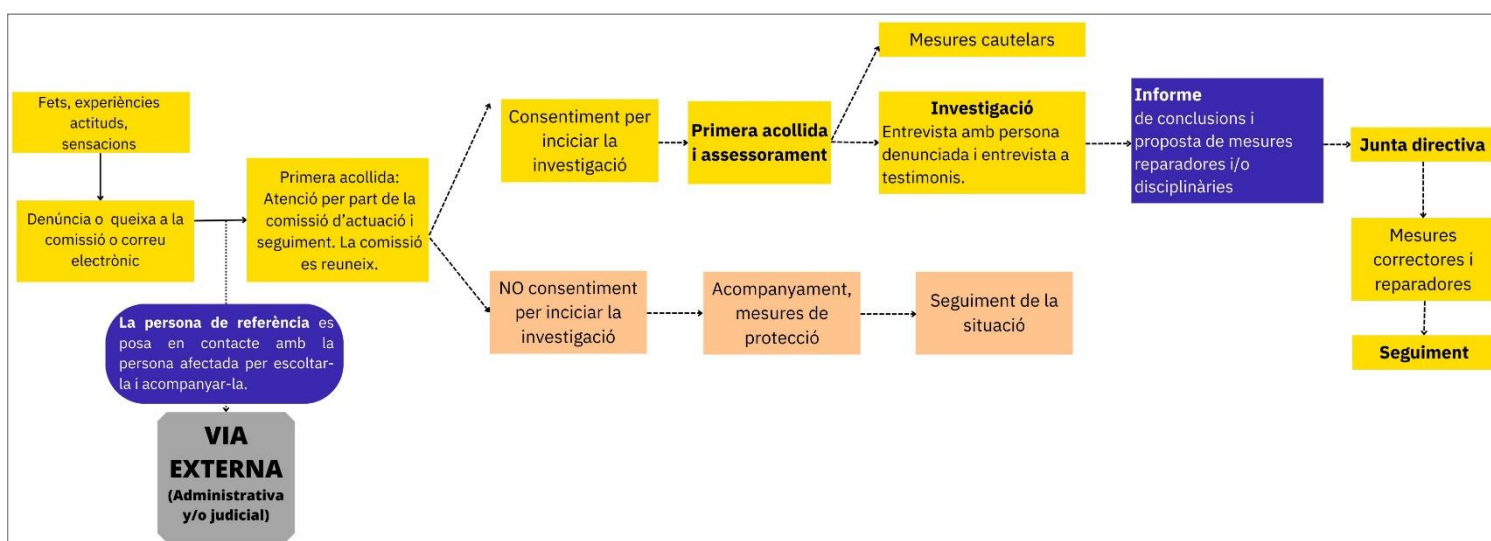 Fets, experiències
actituds,
sensacions
Denúncia o queixa a la
comissió o correu
electrònic
La persona de referència es
posa en contacte amb la
persona afectada per escoltar-
la i acompanyar-la.
VIA
EXTERNA
(Administrativa
y/o judicial)
Primera acollida:
Atenció per part de la
comissió d’actuació i
seguiment. La comissió
es reuneix.
Consentiment per
inciciar la
investigació
Primera acollida
i assessorament
Mesures cautelars
Investigació
Entrevista amb persona
denunciada i entrevista a
testimonis.
Informe
de conclusions i
proposta de mesures
reparadores i/o
disciplinàries
Junta directiva
Mesures
correctores i
reparadores
Seguiment
NO consentiment
per inciciar la
investigació
Acompanyament,
mesures de
protecció
Seguiment de la
situació